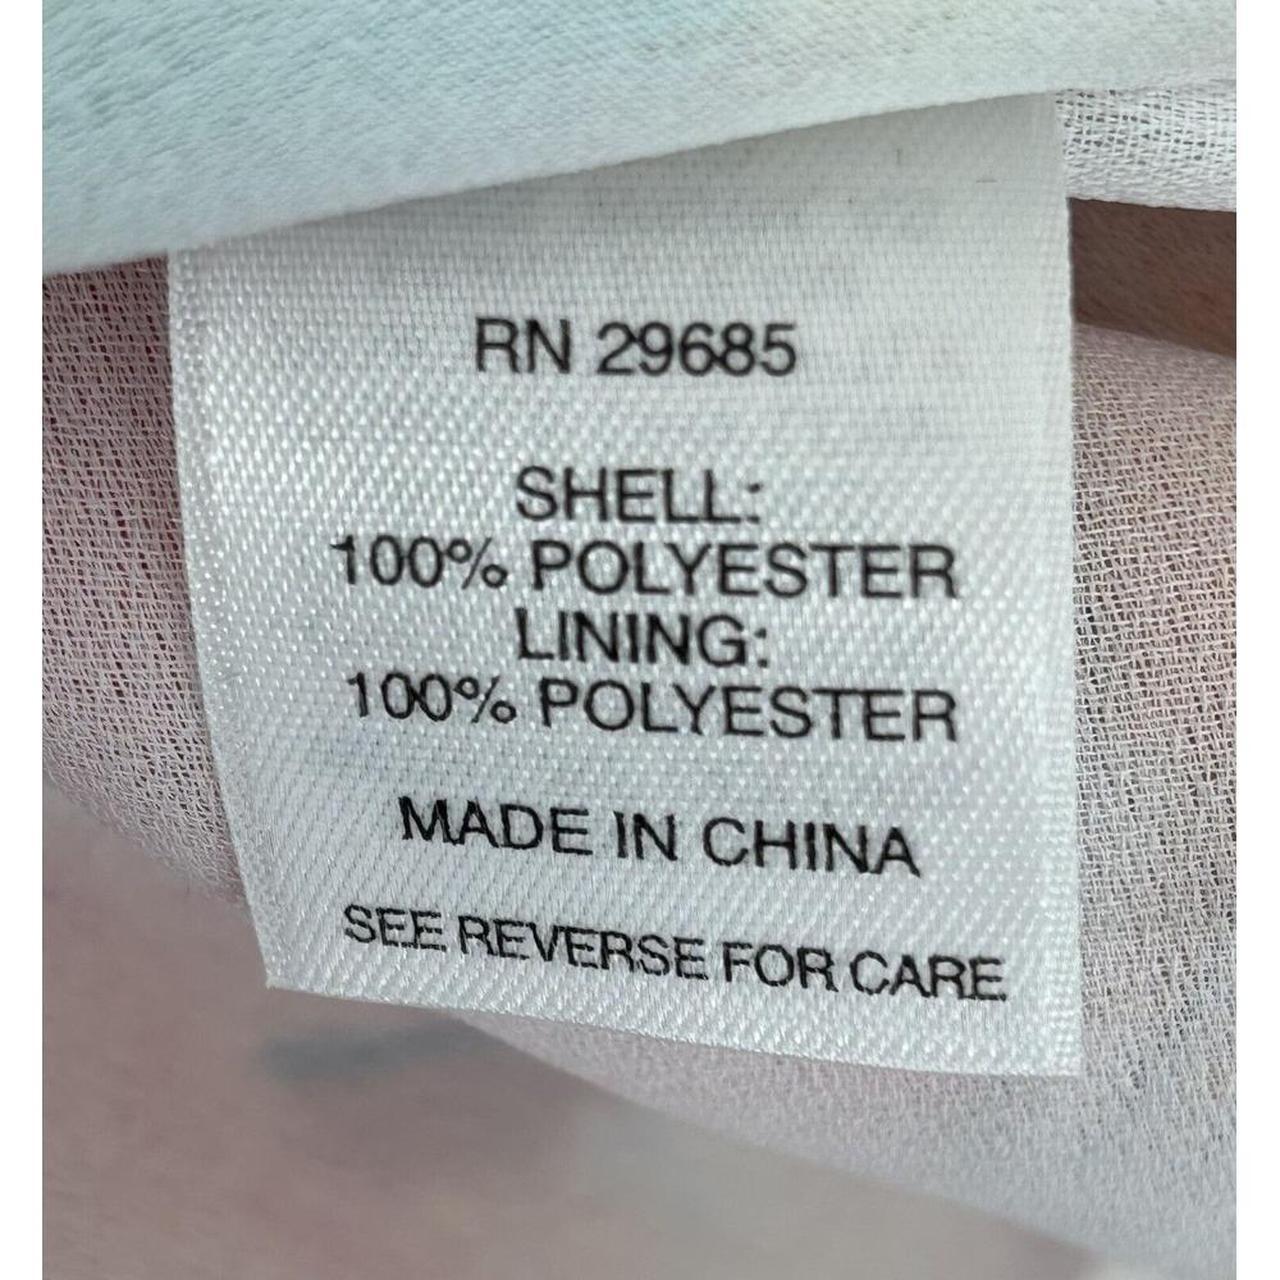 RN 29685
SHELL:
100% POLYESTER
LINING:
100% POLYESTER
MADE IN CHINA
SEE REVERSE FOR CARE